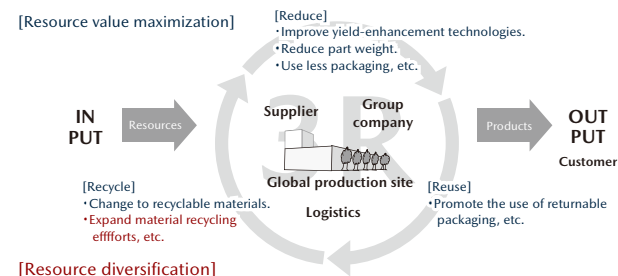 [Resource value maximization]
[Reduce]
・Improve yield-enhancement technologies.
・Reduce part weight.
・Use less packaging, etc.
3R
IN
PUT
Resources
Supplier
Group
company
Products
OUT
PUT
Customer
Global production site
Logistics
[Recycle]
・Change to recyclable materials.
・Expand material recycling
efffforts, etc.
[Reuse]
・Promote the use of returnable
packaging, etc.
[Resource diversification]